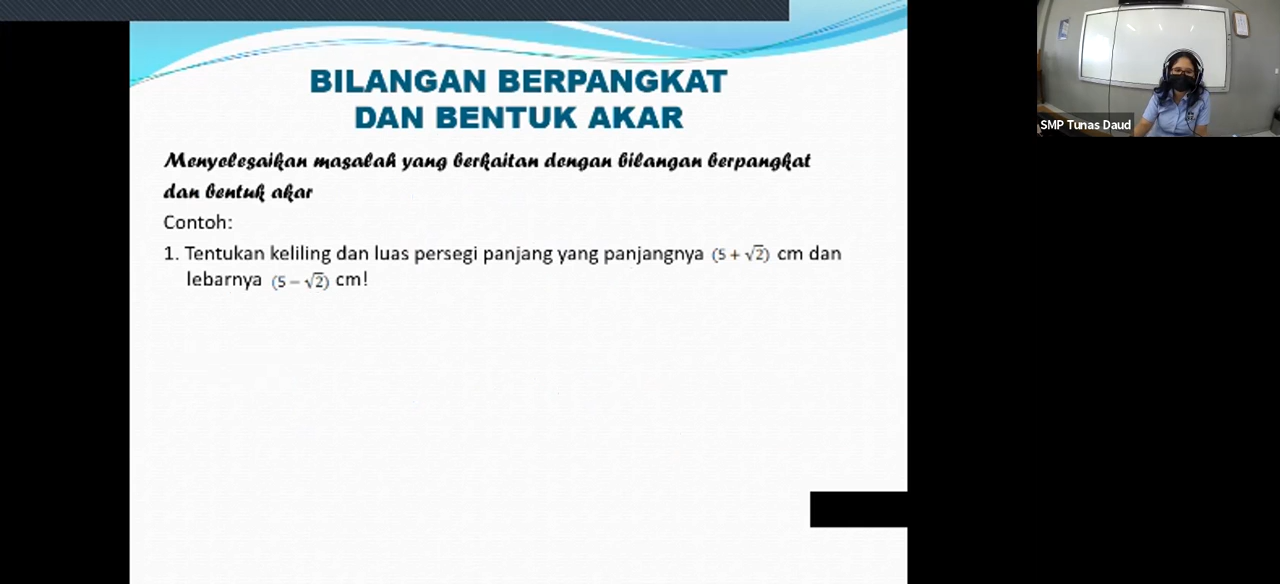 BILANGAN BERPANGKAT
DAN BENTUK AKAR
Menyelesaikan masalah yang berkaitan dengan bilangan berpangkat
dan bentuk akar
Contoh:
1. Tentukan keliling dan luas persegi panjang yang panjangnya (5 + √2) cm dan
lebarnya (5 − √2) cm!
SMP Tunas Daud